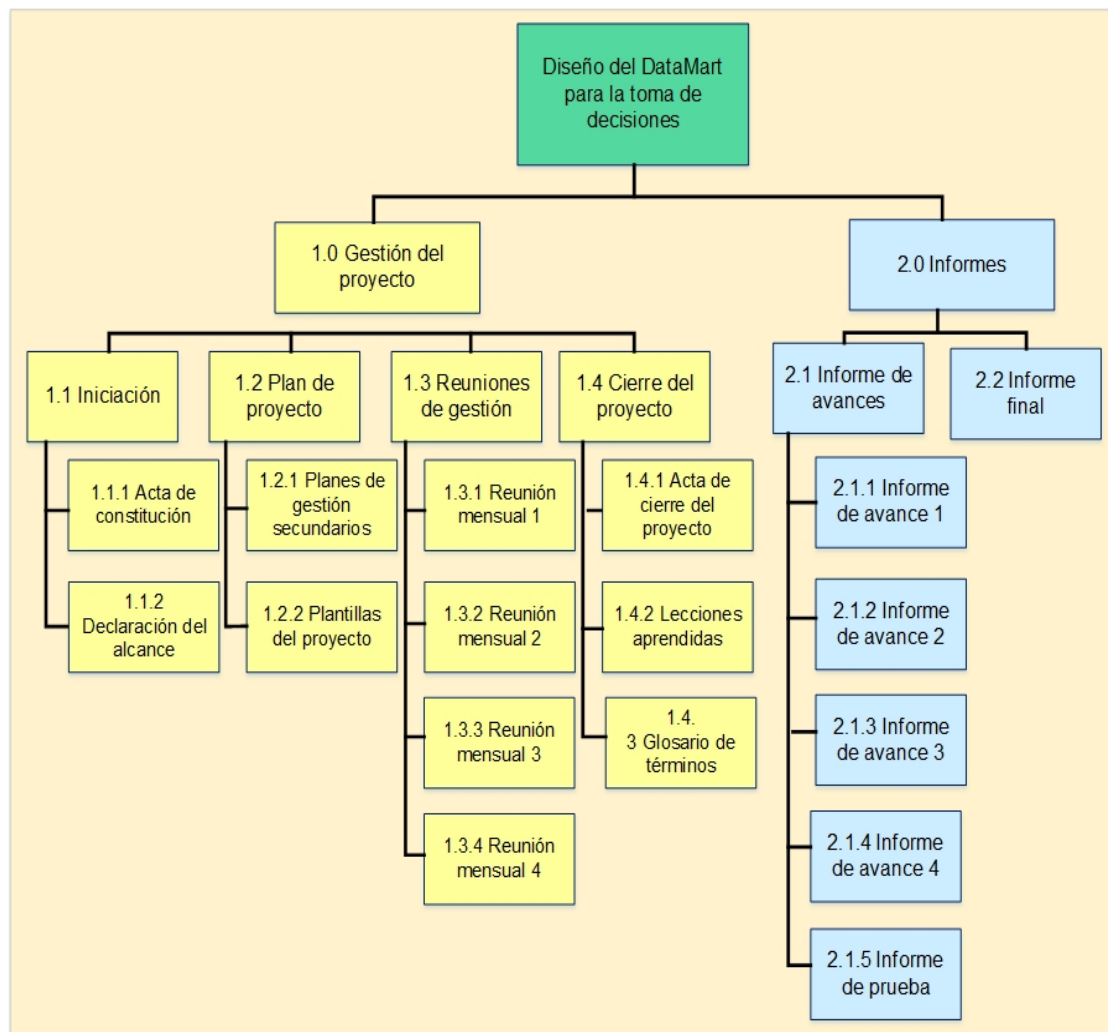 Diseño del DataMart
para la toma de
decisiones
1.0 Gestión del
proyecto
2.0 Informes
1.1 Iniciación
1.2 Plan de
proyecto
1.3 Reuniones
de gestión
1.4 Cierre del
proyecto
2.1 Informe de
avances
2.2 Informe
final
1.1.1 Acta de
constitución
1.1.2
Declaración del
alcance
1.2.1 Planes de
gestión
secundarios
1.2.2 Plantillas
del proyecto
1.3.1 Reunión
mensual 1
1.3.2 Reunión
mensual 2
1.3.3 Reunión
mensual 3
1.3.4 Reunión
mensual 4
1.4.1 Acta de
cierre del
proyecto
1.4.2 Lecciones
aprendidas
1.4.
3 Glosario de
términos
2.1.1 Informe
de avance 1
2.1.2 Informe
de avance 2
2.1.3 Informe
de avance 3
2.1.4 Informe
de avance 4
2.1.5 Informe
de prueba